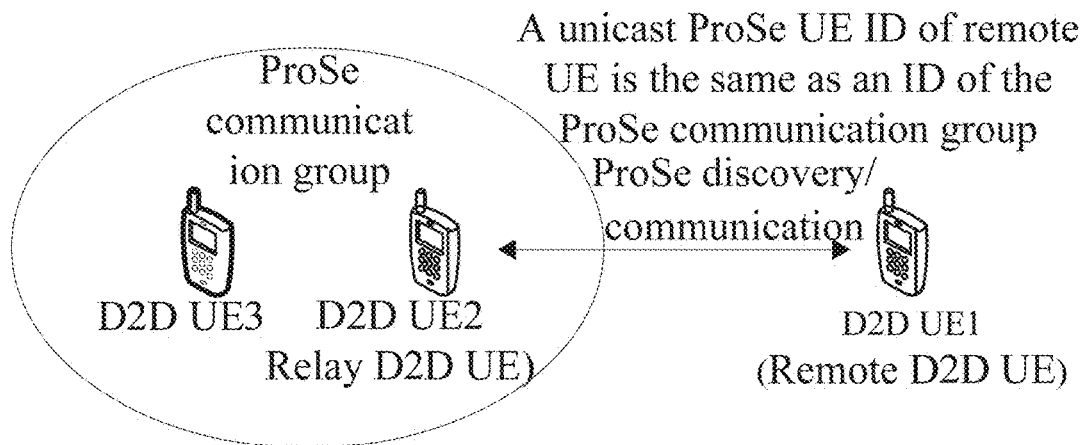 A unicast ProSe UE ID of remote
UE is the same as an ID of the
ProSe communication group
ProSe
communicat
ion group
ProSe discovery/
communication
D2D UE3
D2D UE2
Relay D2D UE)
D2D UE1
(Remote D2D UE)